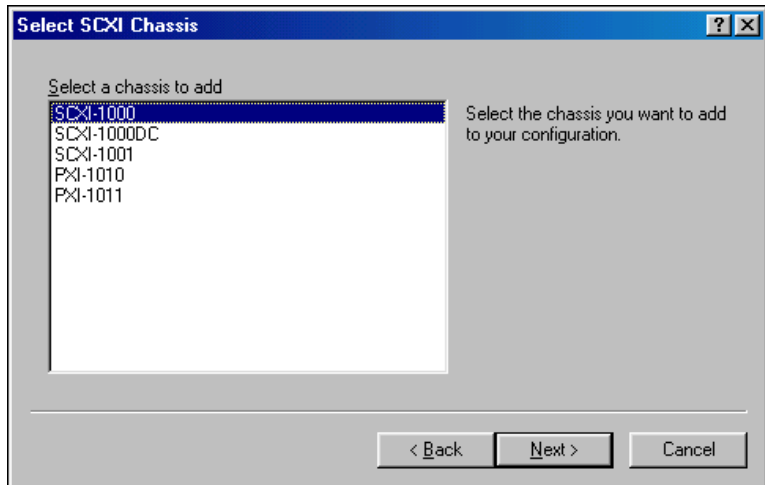 Select SCXI Chassis
Select a chassis to add
SCXI-1000
SCXI-1000DC
SCXI-1001
PXI-1010
PXI-1011
Select the chassis you want to add
to your configuration.
< Back
Next >
Cancel